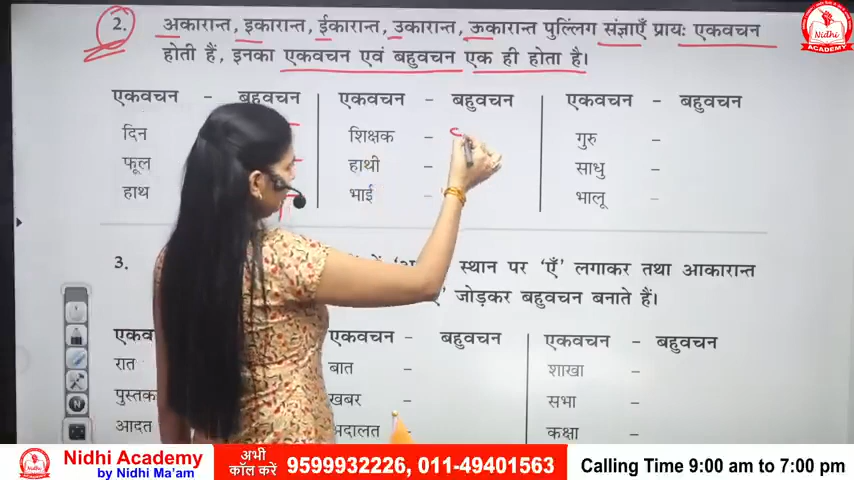 2. अकारान्त, इकारान्त, ईकारान्त, उकारान्त, ऊकारान्त पुल्लिंग संज्ञाएँ प्रायः एकवचन
होती हैं, इनका एकवचन एवं बहुवचन एक ही होता है।
एकवचन – बहुवचन एकवचन – बहुवचन एकवचन – बहुवचन
दिन शिक्षक – गुरु –
फूल हाथी – साधु –
हाथ भाई – भालू –
3. स्थान पर ‘एँ’ लगाकर तथा आकारान्त
जोड़कर बहुवचन बनाते हैं।
एकवचन – बहुवचन एकवचन – बहुवचन
रात बात – शाखा –
पुस्तक खबर – सभा –
आदत अदालत – कक्षा –
Nidhi
ACADEMY
Nidhi Academy
by Nidhi Ma'am
अभी
कॉल करें
9599932226, 011-49401563
Calling Time 9:00 am to 7:00 pm